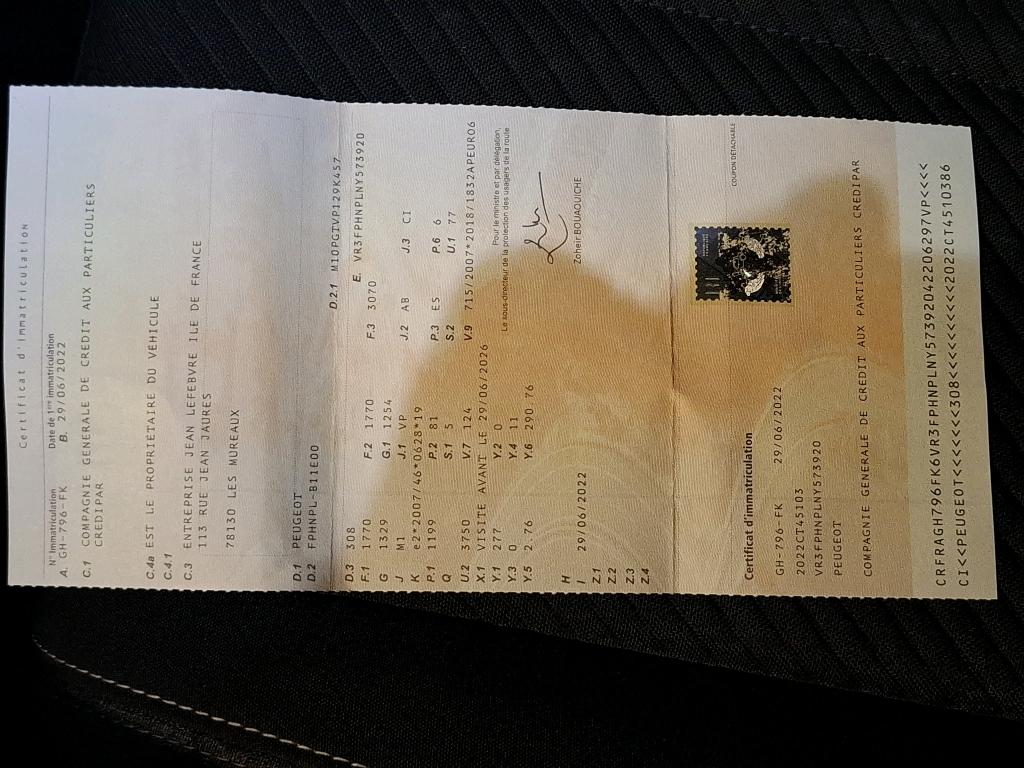 Certificat d'immatriculation
N° Immatriculation Date de 1ère immatriculation
A. GH-796-FK B. 29/06/2022
C.1 COMPAGNIE GENERALE DE CREDIT AUX PARTICULIERS
CREDIPAR
C.4a EST LE PROPRIETAIRE DU VEHICULE
C.4.1
C.3 ENTREPRISE JEAN LEFEBVRE ILE DE FRANCE
113 RUE JEAN JAURES
78130 LES MUREAUX
D.1 PEUGEOT
D.2 FPHNPL-B11E00 D.2.1 M10PGTVP129K457
D.3 308 E. VR3FPHNPLNY573920
F.1 1770 F.2 1770 F.3 3070
G 1329 G.1 1254
J M1 J.1 VP J.2 AB J.3 CI
K e2*2007/46*0628*19
P.1 1199 P.2 81 P.3 ES P.6 6
Q S.1 5 S.2 U.1 77
U.2 3750 V.7 124 V.9 715/2007*2018/1832APEURO6
X.1 VISITE AVANT LE 29/06/2026
Y.1 277 Y.2 0 Pour le ministre et par délégation,
Y.3 0 Y.4 11 Le sous-directeur de la protection des usagers de la route
Y.5 2.76 Y.6 290.76
H
I 29/06/2022 Zoheir BOUAOUICHE
Z.1
Z.2
Z.3
Z.4
COUPON DÉTACHABLE
Certificat d'immatriculation
GH-796-FK 29/06/2022
2022CT45103
VR3FPHNPLNY573920
PEUGEOT
COMPAGNIE GENERALE DE CREDIT AUX PARTICULIERS CREDIPAR
CRFRAGH796FK6VR3FPHNPLNY57392042206297VP<<<<
CI<<PEUGEOT<<<<<<308<<<<<<<<<<2022CT4510386